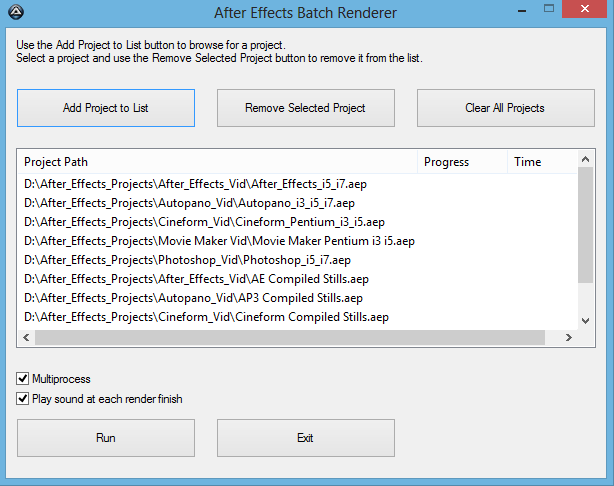 After Effects Batch Renderer
Use the Add Project to List button to browse for a project.
Select a project and use the Remove Selected Project button to remove it from the list.
Add Project to List
Remove Selected Project
Clear All Projects
Project Path Progress Time
D:\After_Effects_Projects\After_Effects_Vid\After_Effects_i5_i7.aep
D:\After_Effects_Projects\Autopano_Vid\Autopano_i3_i5_i7.aep
D:\After_Effects_Projects\Cineform_Vid\Cineform_Pentium_i3_i5.aep
D:\After_Effects_Projects\Movie Maker Vid\Movie Maker Pentium i3 i5.aep
D:\After_Effects_Projects\Photoshop_Vid\Photoshop_i5_i7.aep
D:\After_Effects_Projects\After_Effects_Vid\AE Compiled Stills.aep
D:\After_Effects_Projects\Autopano_Vid\AP3 Compiled Stills.aep
D:\After_Effects_Projects\Cineform_Vid\Cineform Compiled Stills.aep
Multiprocess
Play sound at each render finish
Run
Exit